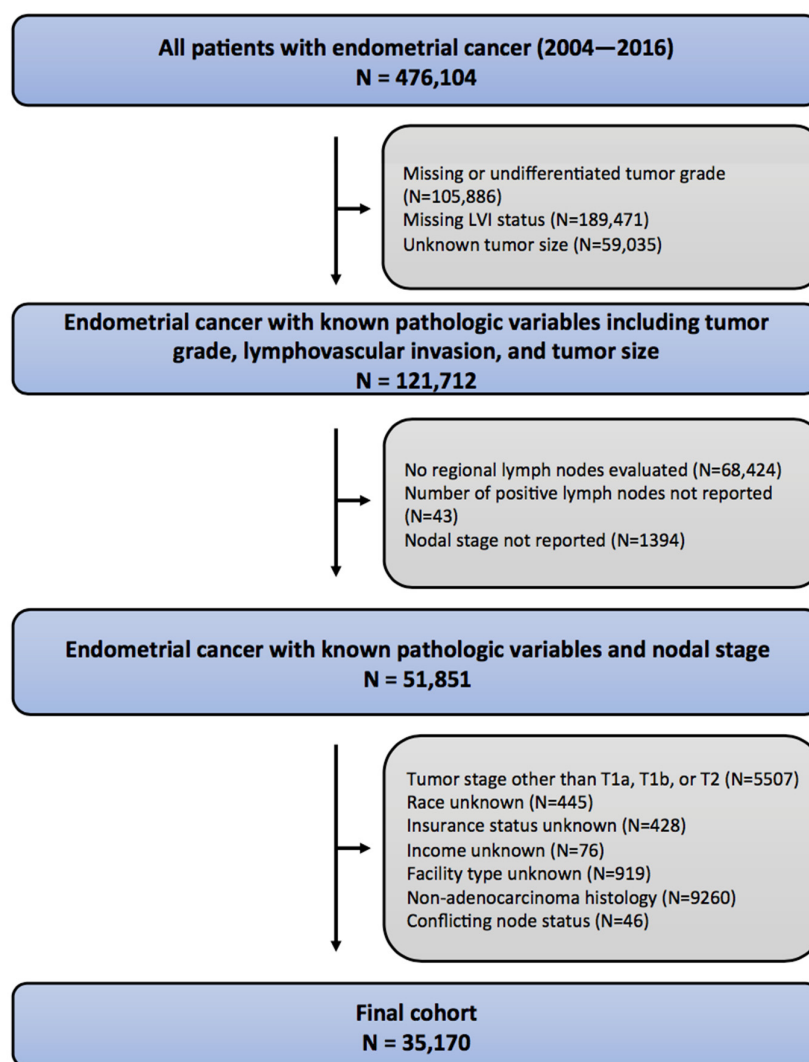 All patients with endometrial cancer (2004—2016)
N = 476,104
Missing or undifferentiated tumor grade
(N=105,886)
Missing LVI status (N=189,471)
Unknown tumor size (N=59,035)
Endometrial cancer with known pathologic variables including tumor
grade, lymphovascular invasion, and tumor size
N = 121,712
No regional lymph nodes evaluated (N=68,424)
Number of positive lymph nodes not reported
(N=43)
Nodal stage not reported (N=1394)
Endometrial cancer with known pathologic variables and nodal stage
N = 51,851
Tumor stage other than T1a, T1b, or T2 (N=5507)
Race unknown (N=445)
Insurance status unknown (N=428)
Income unknown (N=76)
Facility type unknown (N=919)
Non-adenocarcinoma histology (N=9260)
Conflicting node status (N=46)
Final cohort
N = 35,170